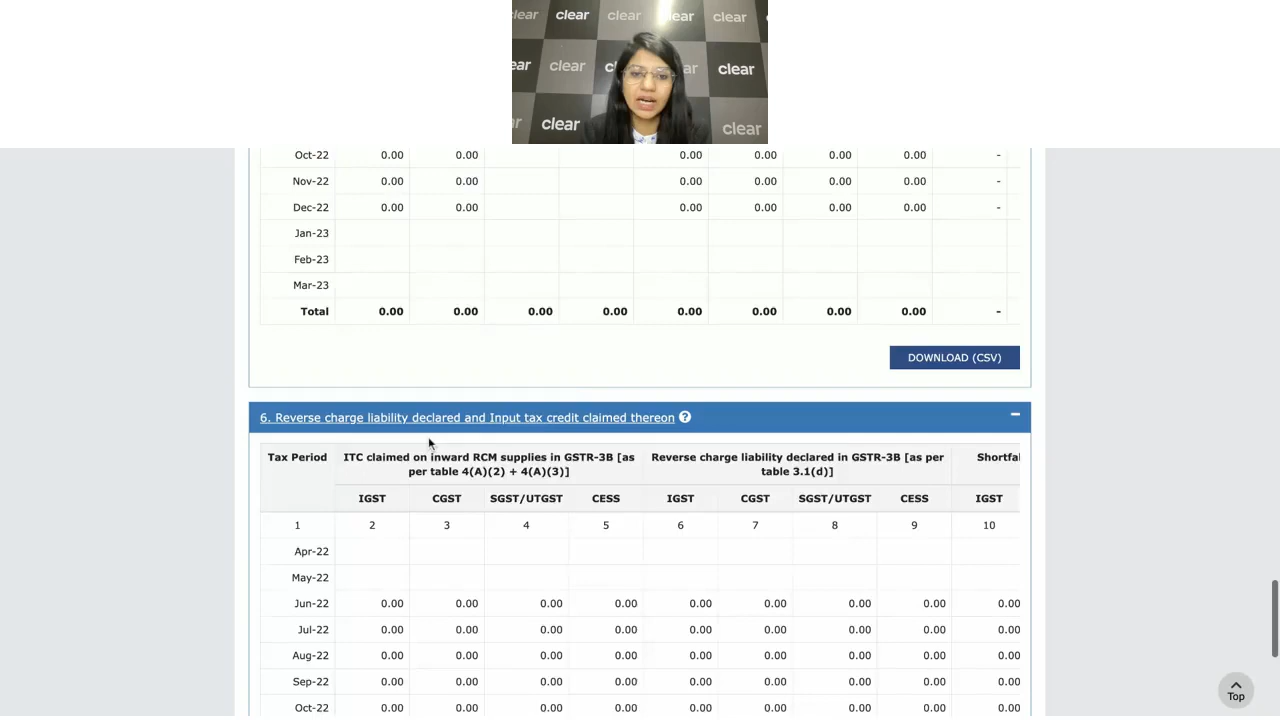 clear clear clear clear clear
clear clear clear
clear clear
Oct-22 0.00 0.00 0.00 0.00 0.00 0.00 -
Nov-22 0.00 0.00 0.00 0.00 0.00 0.00 -
Dec-22 0.00 0.00 0.00 0.00 0.00 0.00 -
Jan-23
Feb-23
Mar-23
Total 0.00 0.00 0.00 0.00 0.00 0.00 0.00 0.00 -
DOWNLOAD (CSV)
6. Reverse charge liability declared and Input tax credit claimed thereon ?
Tax Period ITC claimed on inward RCM supplies in GSTR-3B [as per table 4(A)(2) + 4(A)(3)] Reverse charge liability declared in GSTR-3B [as per table 3.1(d)] Shortfal
IGST CGST SGST/UTGST CESS IGST CGST SGST/UTGST CESS IGST
1 2 3 4 5 6 7 8 9 10
Apr-22
May-22
Jun-22 0.00 0.00 0.00 0.00 0.00 0.00 0.00 0.00 0.00
Jul-22 0.00 0.00 0.00 0.00 0.00 0.00 0.00 0.00 0.00
Aug-22 0.00 0.00 0.00 0.00 0.00 0.00 0.00 0.00 0.00
Sep-22 0.00 0.00 0.00 0.00 0.00 0.00 0.00 0.00 0.00
Oct-22 0.00 0.00 0.00 0.00 0.00 0.00 0.00 0.00 0.00
Top